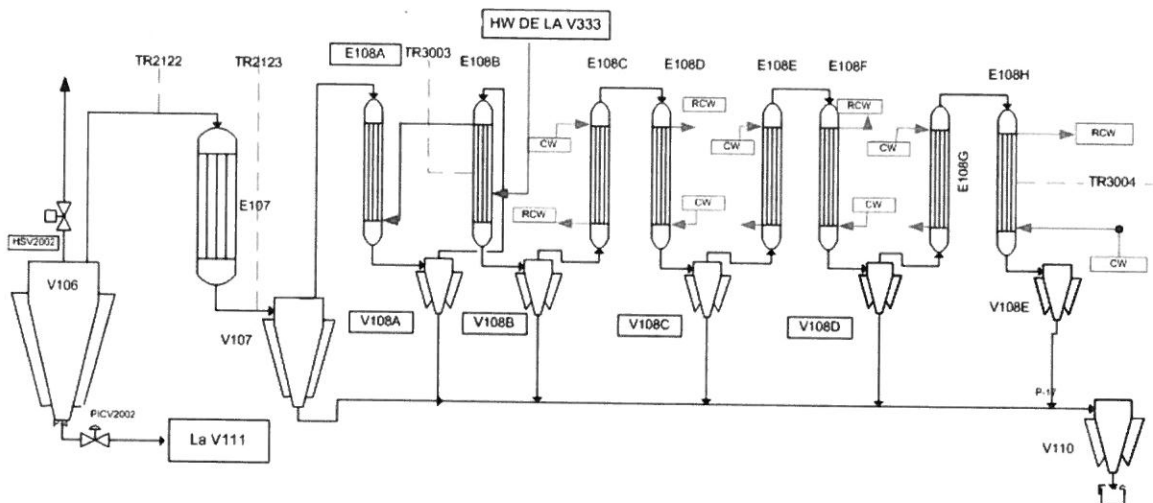 HW DE LA V333
TR2122
TR2123
E108A
TR3003
E108B
E108C
E108D
E108E
E108F
E108H
RCW
RCW
CW
CW
CW
RCW
E107
E108G
TR3004
HSV2002
RCW
CW
CW
CW
V106
V107
V108A
V108B
V108C
V108D
V108E
PICV2002
P-17
La V111
V110